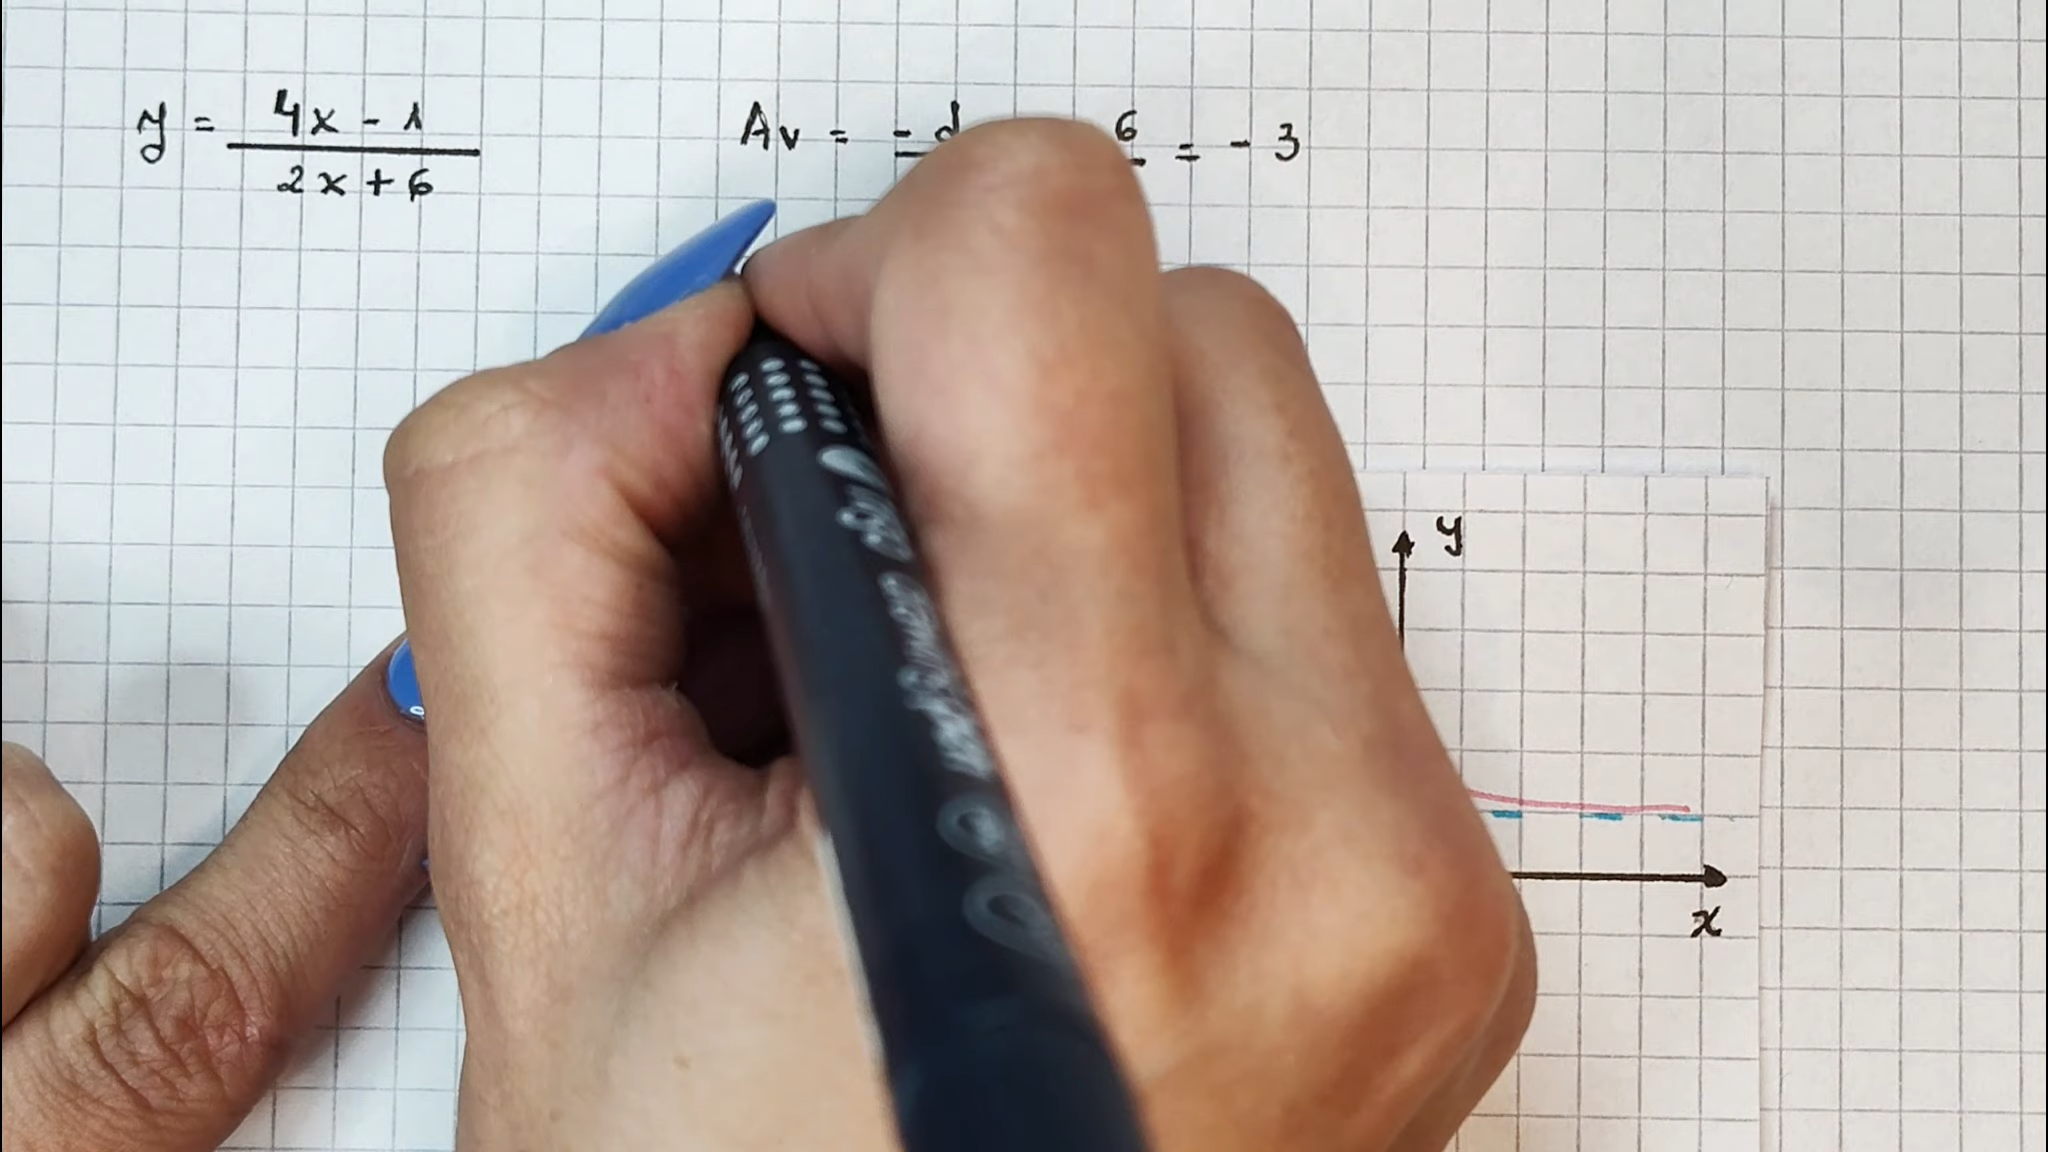 y = 4x - 1
2x + 6
Av = - d 6 = - 3
y
x